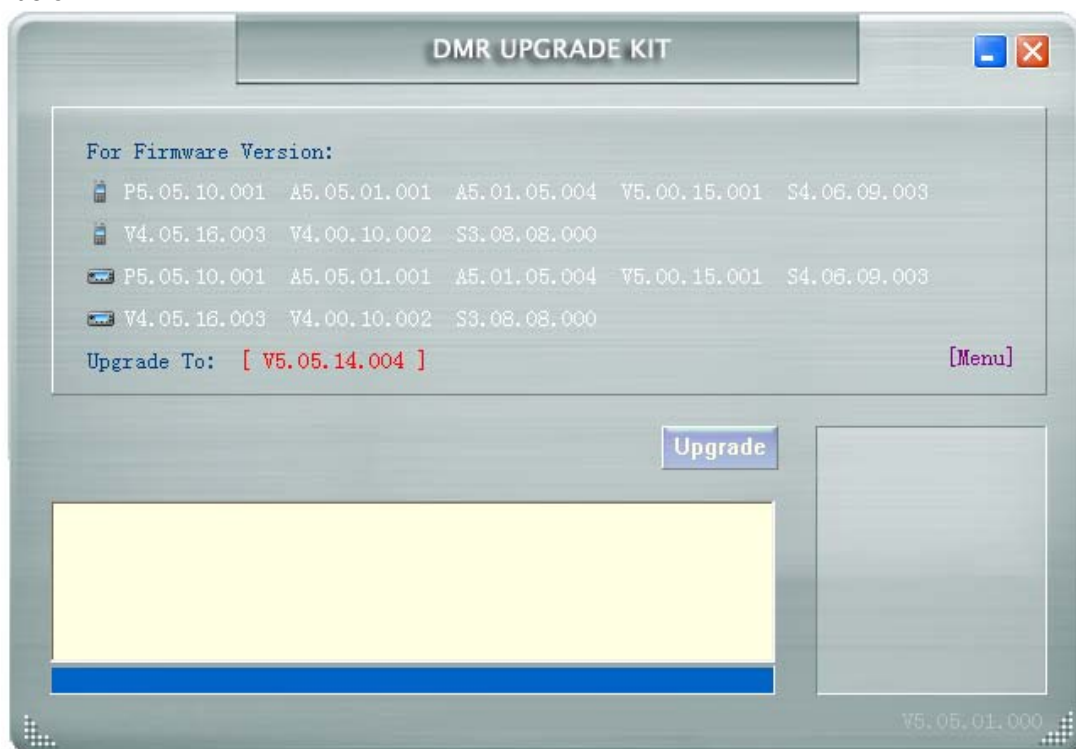 DMR UPGRADE KIT
For Firmware Version:
P5.05.10.001 A5.05.01.001 A5.01.05.004 V5.00.15.001 S4.06.09.003
V4.05.16.003 V4.00.10.002 S3.08.08.000
P5.05.10.001 A5.05.01.001 A5.01.05.004 V5.00.15.001 S4.06.09.003
V4.05.16.003 V4.00.10.002 S3.08.08.000
Upgrade To: [ V5.05.14.004 ] [Menu]
Upgrade
V5.05.01.000